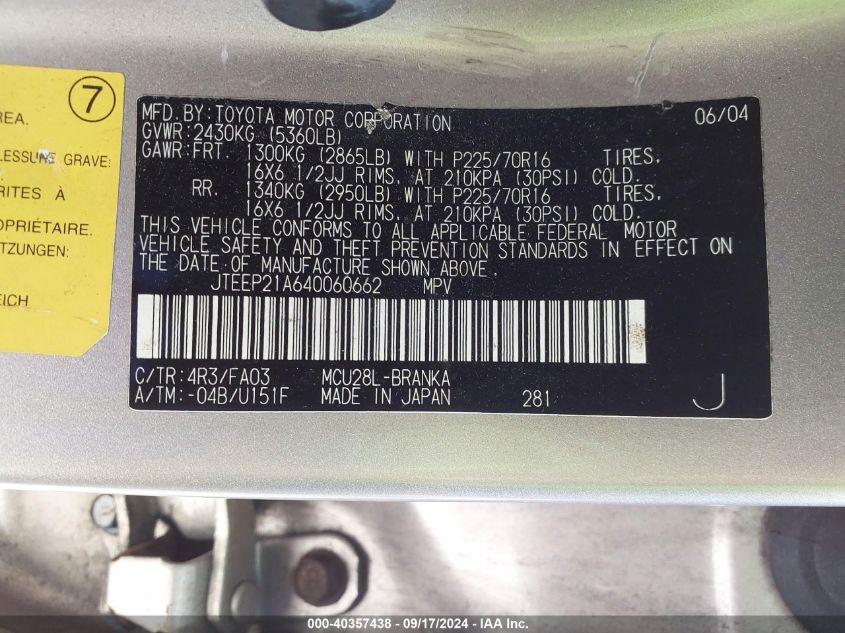 7
REA.
LESSURE GRAVE:
RITES À
OPRIÉTAIRE.
TZUNGEN:
EICH
MFD.BY:TOYOTA MOTOR CORPORATION 06/04
GVWR:2430KG (5360LB)
GAWR:FRT. 1300KG (2865LB) WITH P225/70R16 TIRES,
16X6 1/2JJ RIMS, AT 210KPA (30PSI) COLD.
RR. 1340KG (2950LB) WITH P225/70R16 TIRES,
16X6 1/2JJ RIMS, AT 210KPA (30PSI) COLD.
THIS VEHICLE CONFORMS TO ALL APPLICABLE FEDERAL MOTOR
VEHICLE SAFETY AND THEFT PREVENTION STANDARDS IN EFFECT ON
THE DATE OF MANUFACTURE SHOWN ABOVE.
JTEEP21A640060662 MPV
C/TR:4R3/FA03 MCU28L-BRANKA
A/TM:-04B/U151F MADE IN JAPAN 281 J
000-40357438 - 09/17/2024 - IAA Inc.